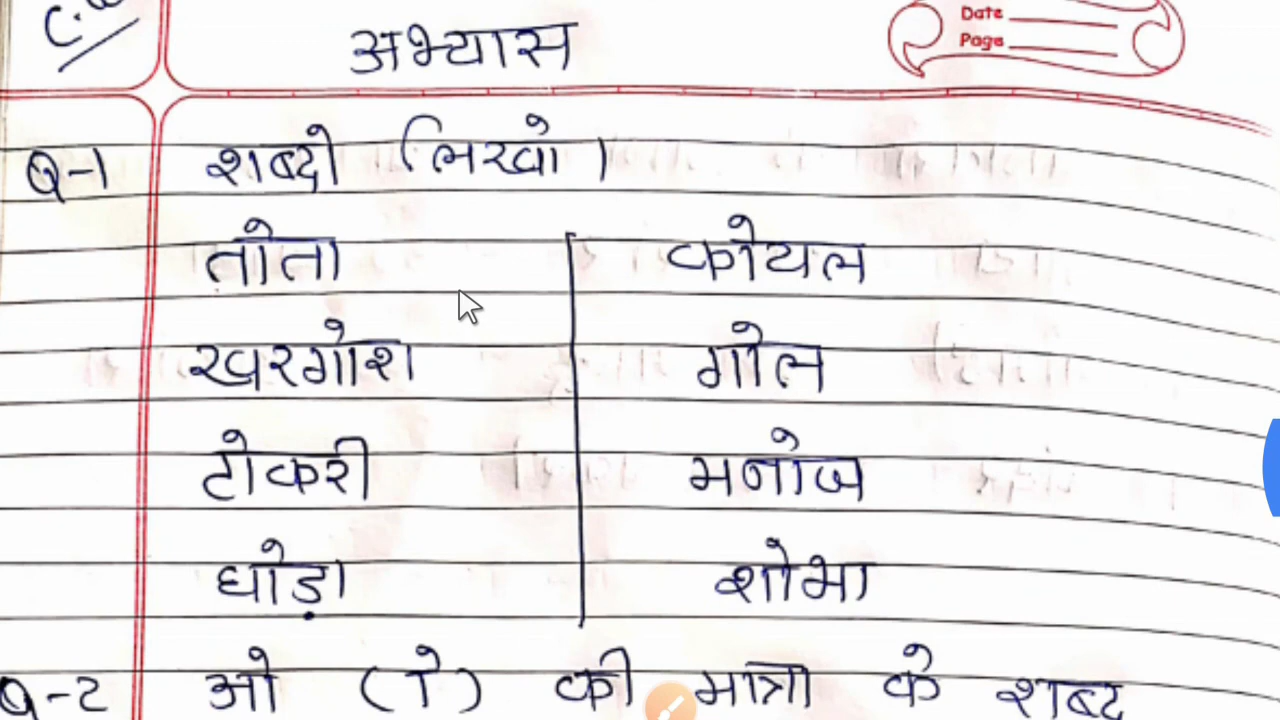 C.W
अभ्यास
Date
Page
Q-1 शब्दो लिखो।
तोता कोयल
खरगोश गोल
टोकरी मनोज
घोड़ा शोभा
Q-2 ओ (ो) की मात्रा के शब्द